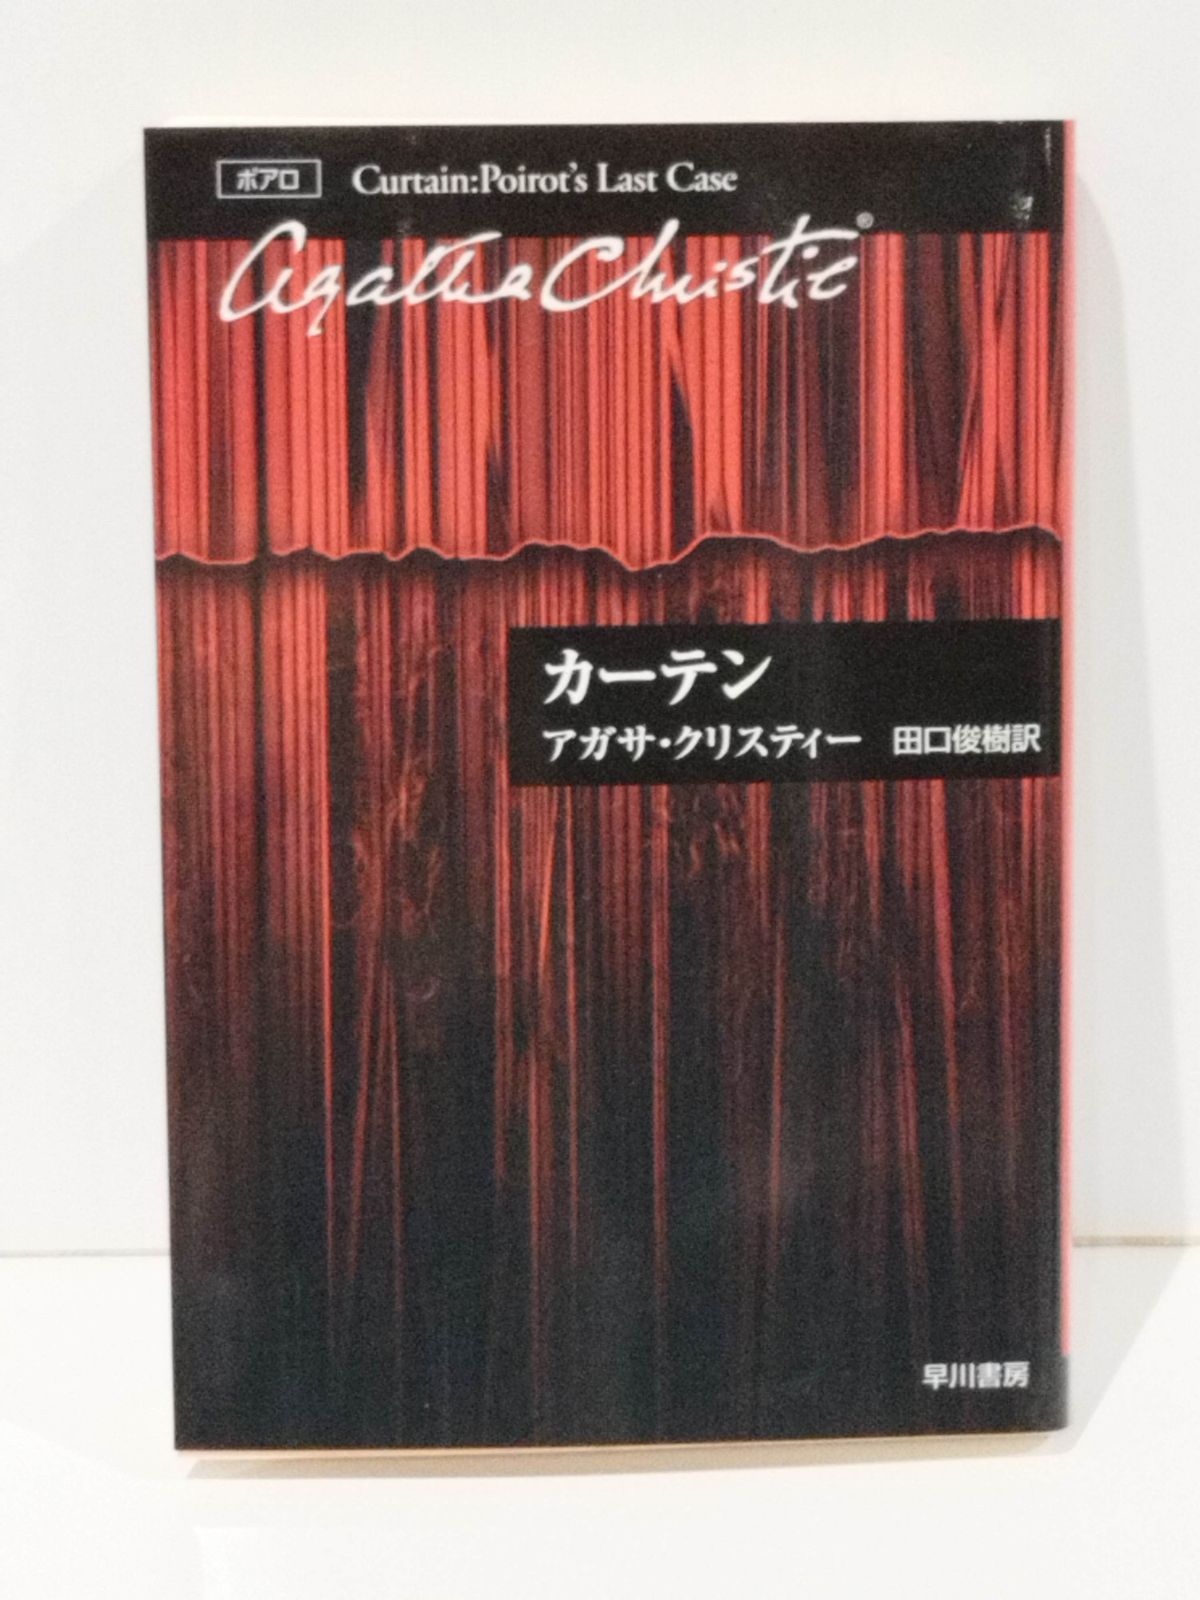 ポアロ Curtain:Poirot's Last Case
Agatha Christie®
カーテン
アガサ・クリスティー 田口俊樹訳
早川書房